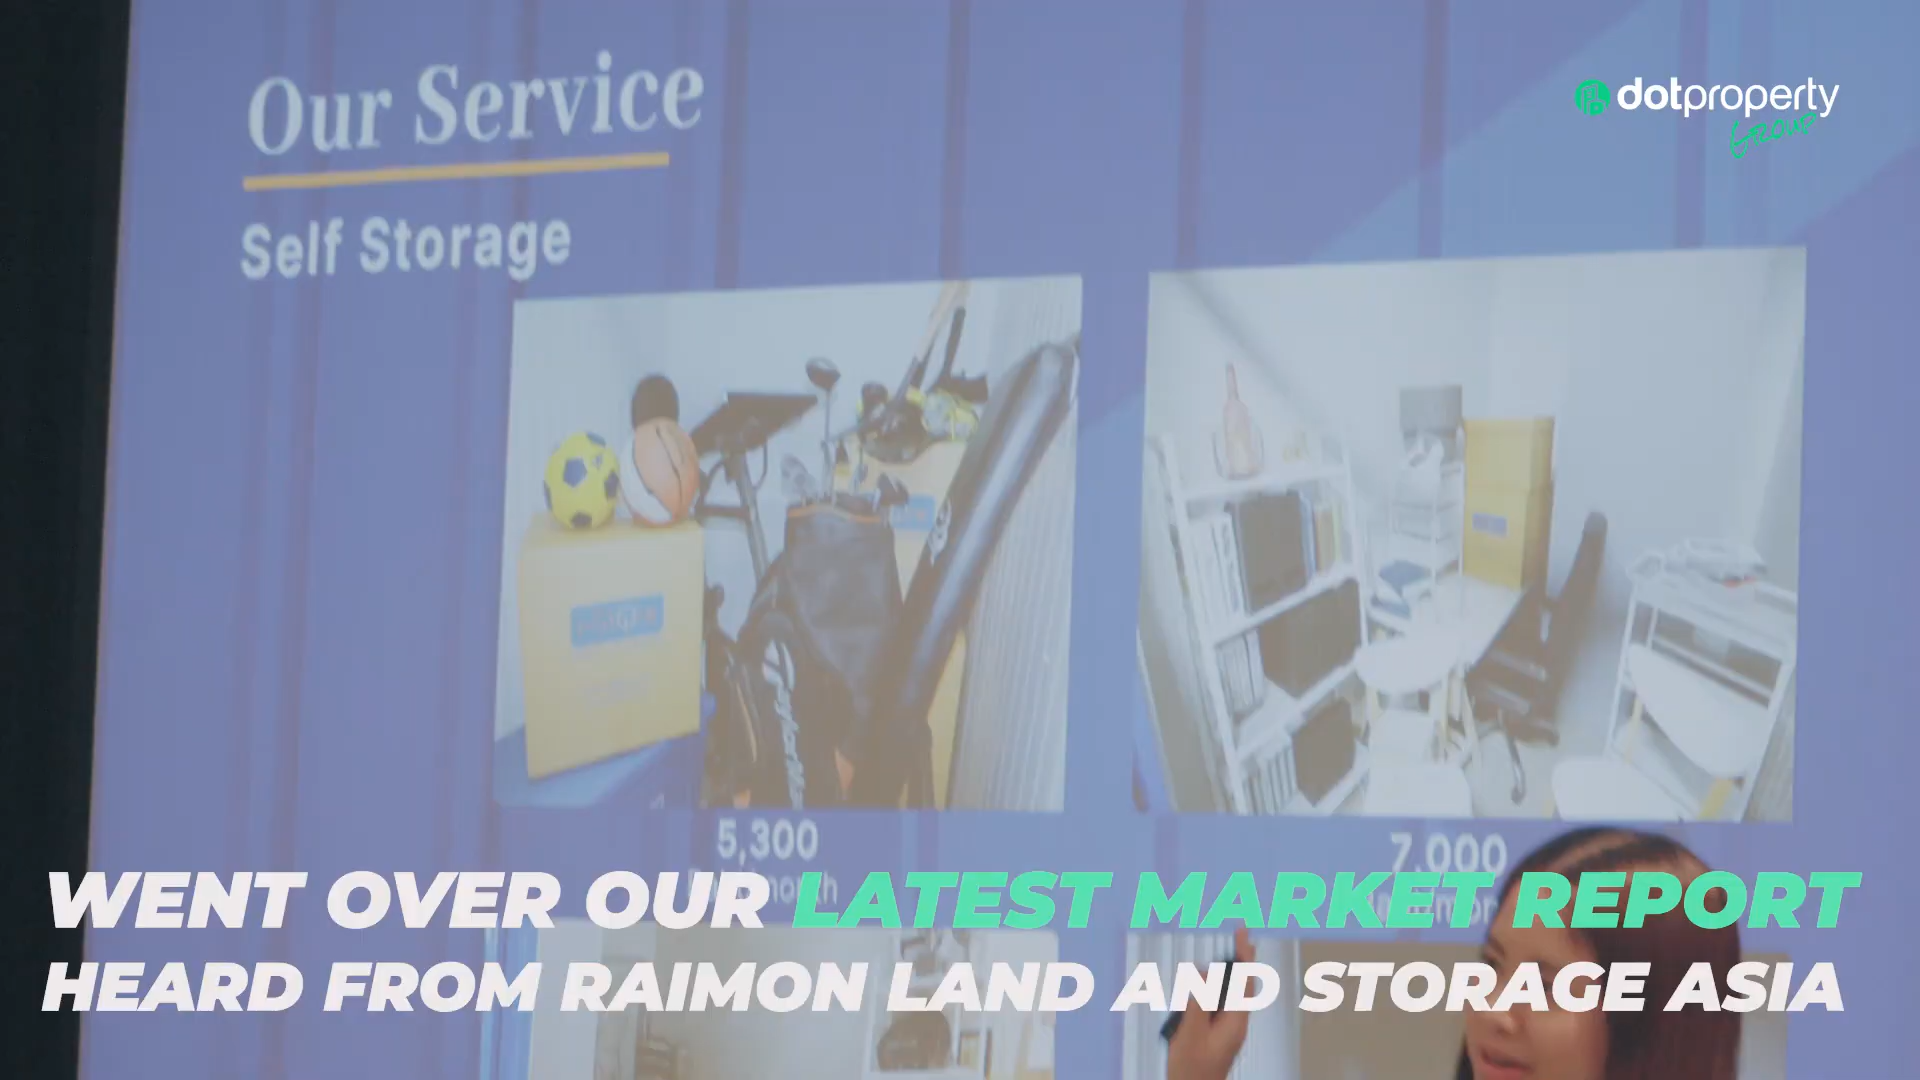 Our Service
dotproperty
Group
Self Storage
5,300
7,000
WENT OVER OUR LATEST MARKET REPORT
HEARD FROM RAIMON LAND AND STORAGE ASIA